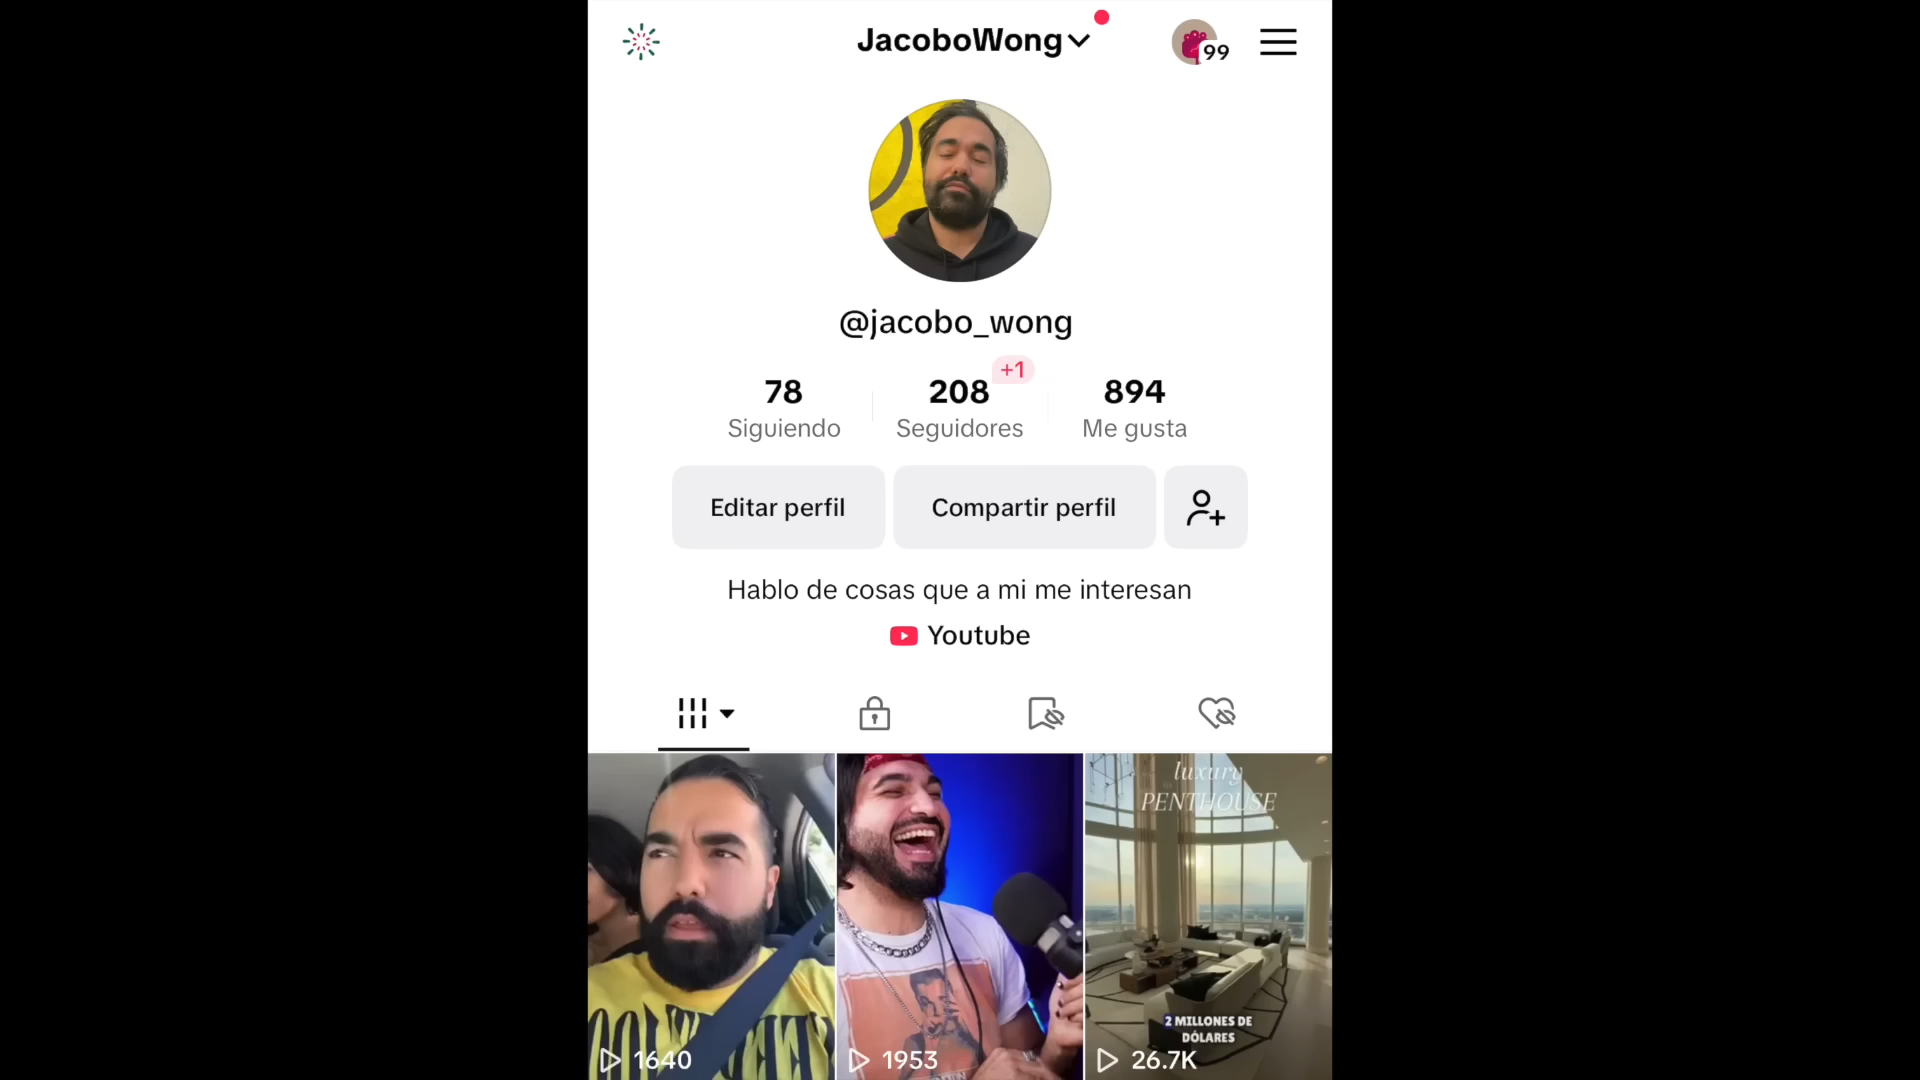 JacoboWong
99
@jacobo_wong
+1
78
208
894
Siguiendo
Seguidores
Me gusta
Editar perfil
Compartir perfil
Hablo de cosas que a mi me interesan
Youtube
luxury
PENTHOUSE
2 MILLONES DE
DÓLARES
1640
1953
26.7K